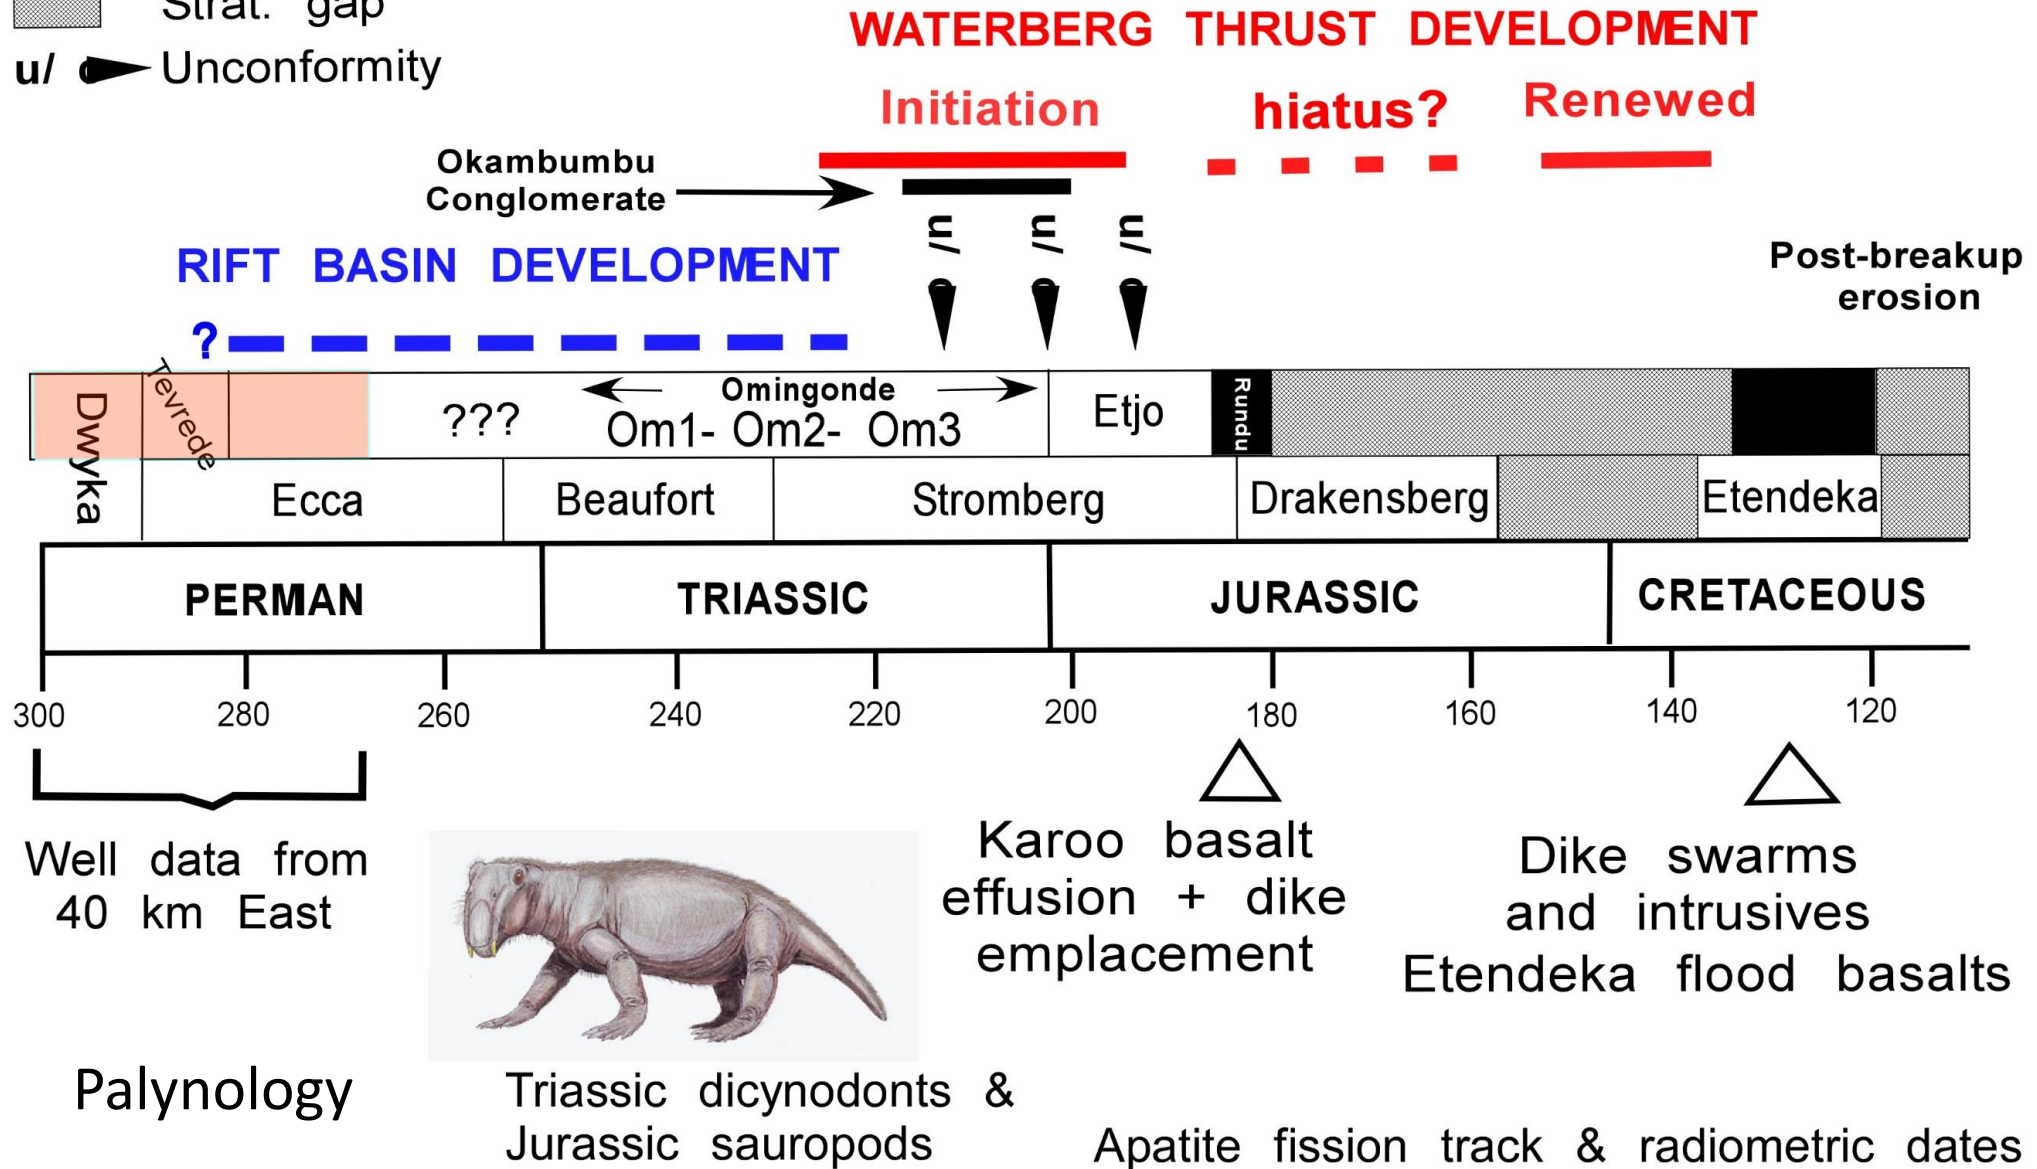 Strat. gap
u/ c Unconformity
WATERBERG THRUST DEVELOPMENT
Initiation hiatus? Renewed
Okambumbu
Conglomerate
u/ c u/ c u/ c
RIFT BASIN DEVELOPMENT
?
Post-breakup
erosion
Dwyka Tevrede ??? Omingonde Etjo Rundu
Om1- Om2- Om3
Ecca Beaufort Stromberg Drakensberg Etendeka
PERMAN TRIASSIC JURASSIC CRETACEOUS
300 280 260 240 220 200 180 160 140 120
Well data from
40 km East
Karoo basalt
effusion + dike
emplacement
Dike swarms
and intrusives
Etendeka flood basalts
Palynology
Triassic dicynodonts &
Jurassic sauropods
Apatite fission track & radiometric dates